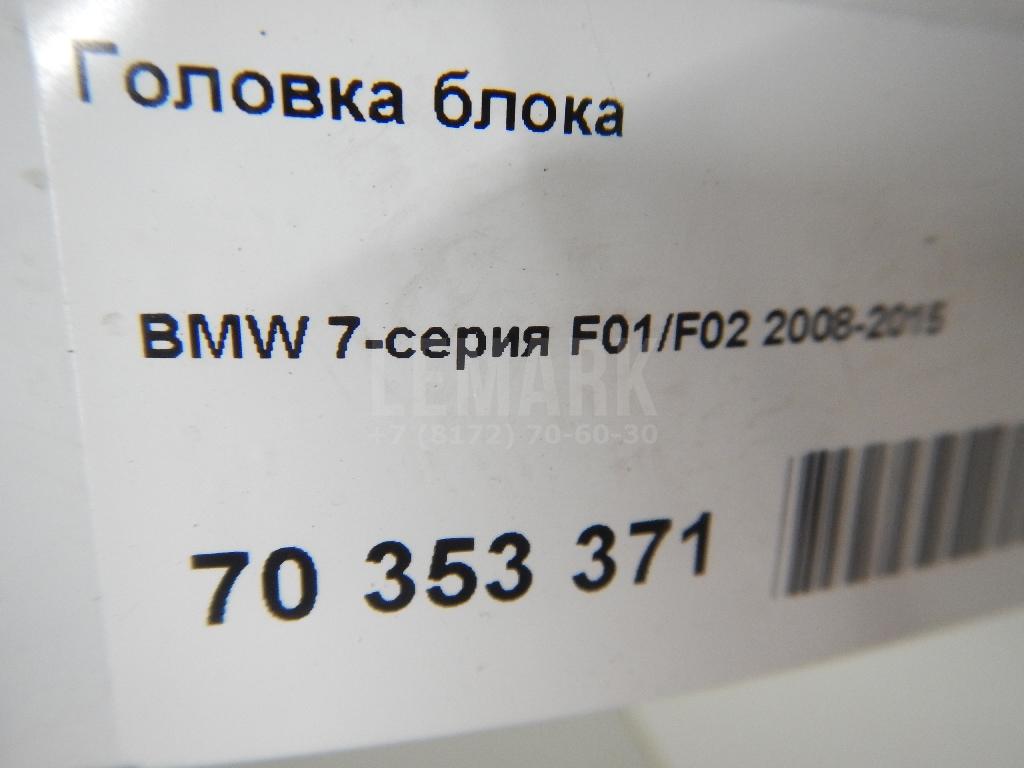 Головка блока
BMW 7-серия F01/F02 2008-2015
LEMARK
+7 (8172) 70-60-30
70 353 371